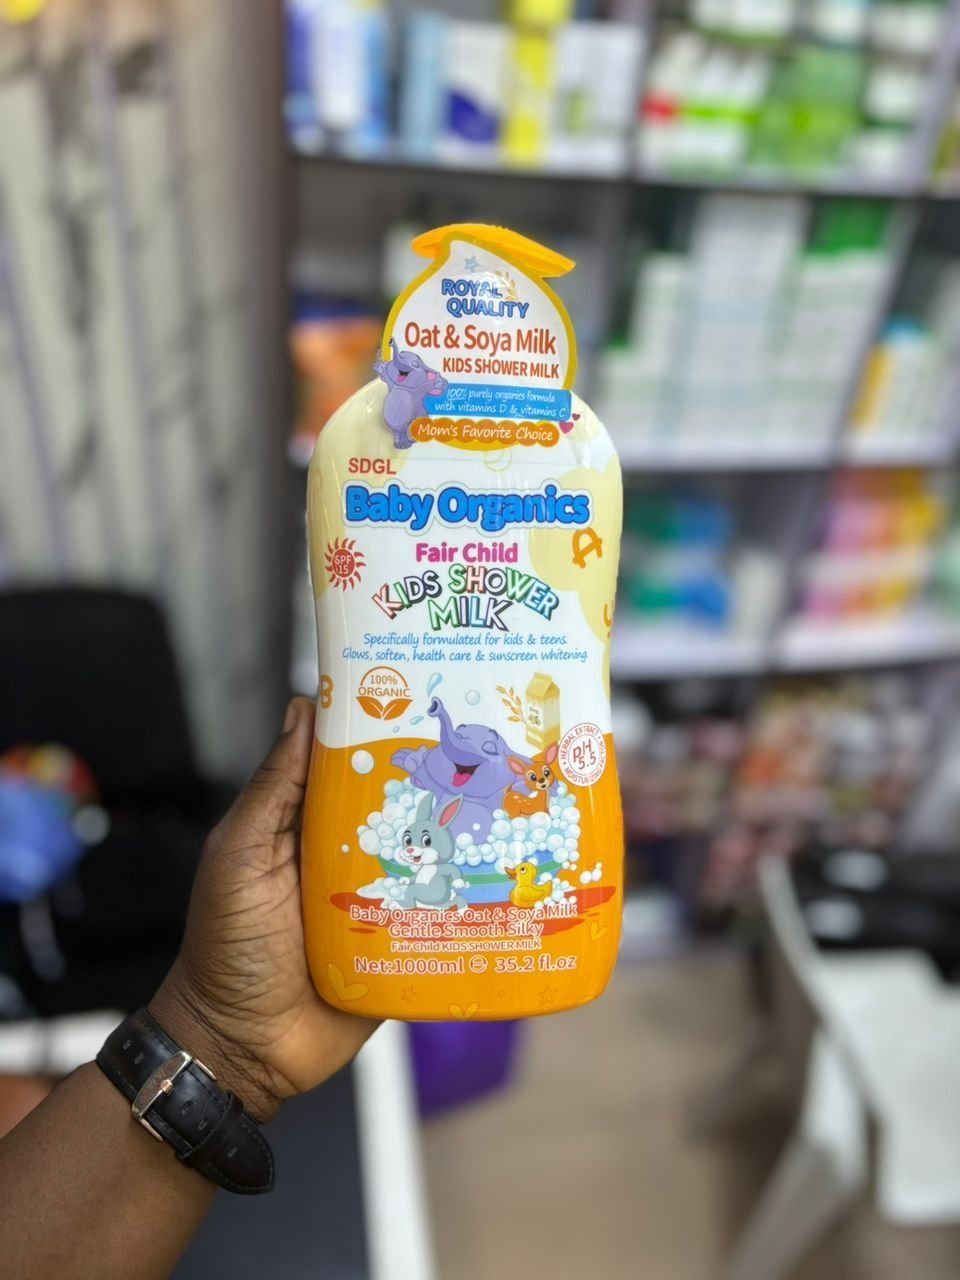 ROYAL
QUALITY
Oat & Soya Milk
KIDS SHOWER MILK
100% purely organics formula
with vitamins D & vitamins C
Mom's Favorite Choice
SDGL
Baby Organics
Fair Child
SPF
15
KIDS SHOWER
MILK
Specifically formulated for kids & teens.
Glows, soften, health care & sunscreen whitening.
100%
ORGANIC
HERBAL EXTRACT
PH
5.5
MOISTURIZING
B
Baby Organics Oat & Soya Milk
Gentle Smooth Silky
Fair Child KIDS SHOWER MILK
Net:1000ml ℮ 35.2 fl.oz